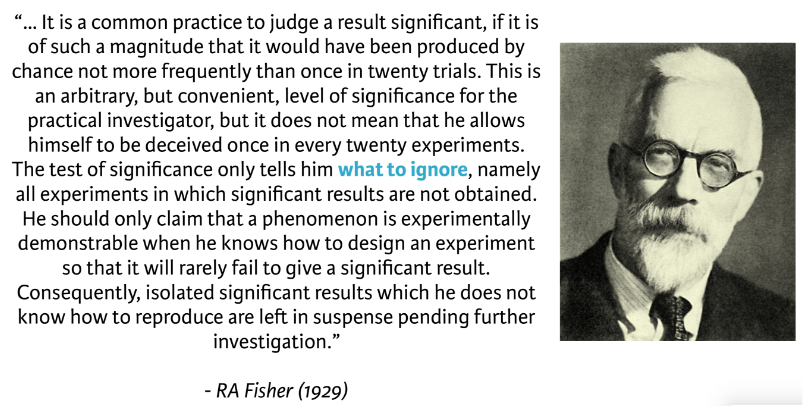 “... It is a common practice to judge a result significant, if it is
of such a magnitude that it would have been produced by
chance not more frequently than once in twenty trials. This is
an arbitrary, but convenient, level of significance for the
practical investigator, but it does not mean that he allows
himself to be deceived once in every twenty experiments.
The test of significance only tells him what to ignore, namely
all experiments in which significant results are not obtained.
He should only claim that a phenomenon is experimentally
demonstrable when he knows how to design an experiment
so that it will rarely fail to give a significant result.
Consequently, isolated significant results which he does not
know how to reproduce are left in suspense pending further
investigation.”
- RA Fisher (1929)